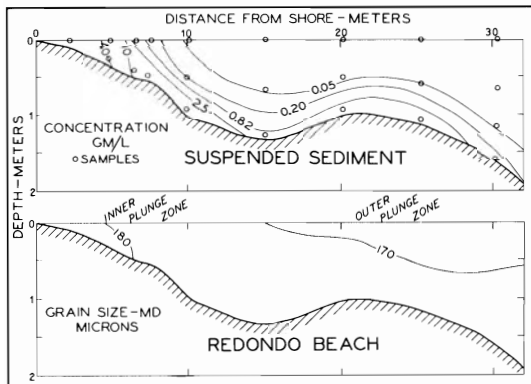 DISTANCE FROM SHORE-METERS
0 10 20 30
0
1
2
.04
.01
2.5
0.82
0.20
0.05
CONCENTRATION
GM/L
○ SAMPLES
SUSPENDED SEDIMENT
DEPTH-METERS
INNER
PLUNGE ZONE
OUTER
PLUNGE ZONE
0
1
2
180
170
GRAIN SIZE-MD
MICRONS
REDONDO BEACH